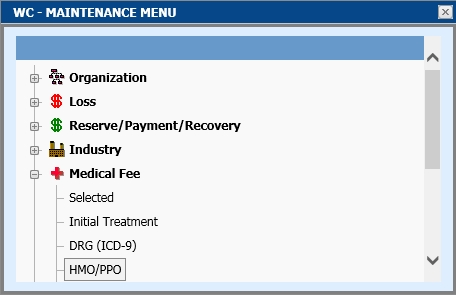 WC - MAINTENANCE MENU
Organization
Loss
Reserve/Payment/Recovery
Industry
Medical Fee
Selected
Initial Treatment
DRG (ICD-9)
HMO/PPO